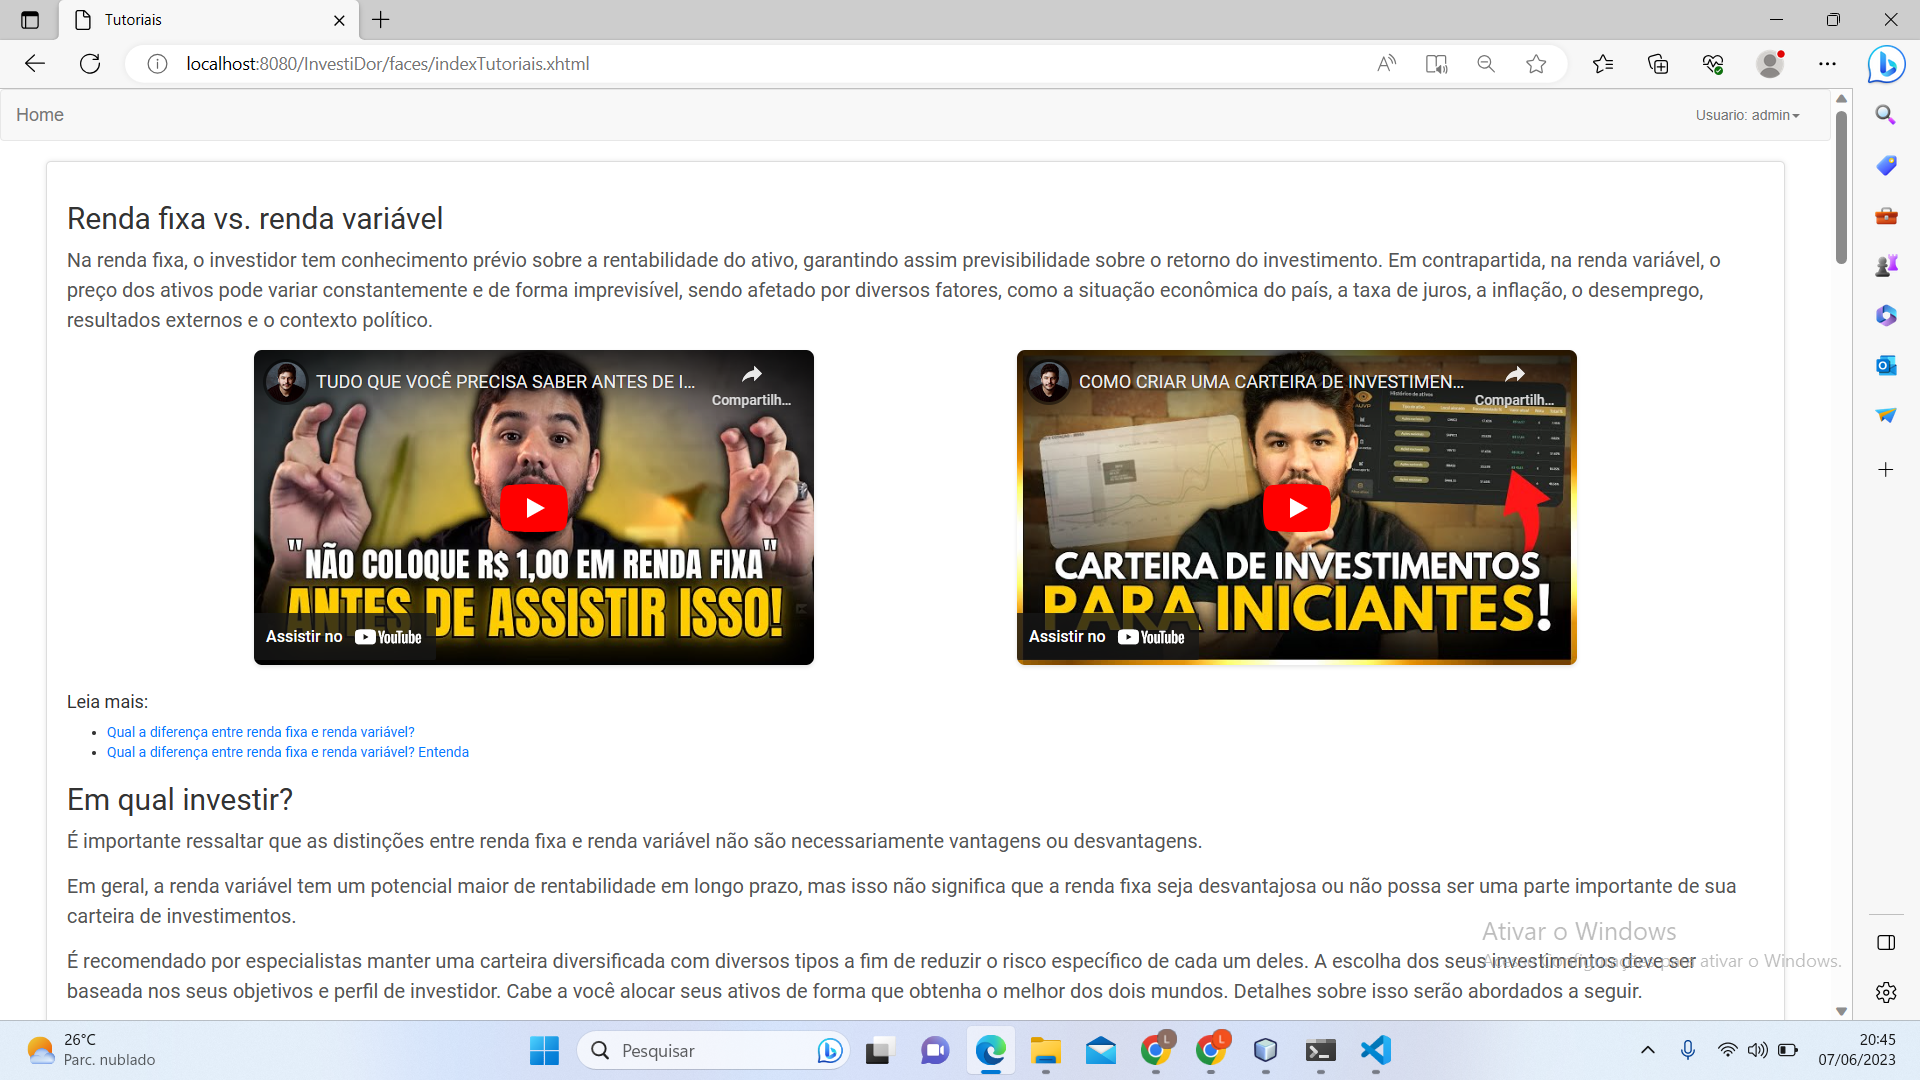 Tutoriais
localhost:8080/InvestiDor/faces/indexTutoriais.xhtml
Home
Usuario: admin
Renda fixa vs. renda variável
Na renda fixa, o investidor tem conhecimento prévio sobre a rentabilidade do ativo, garantindo assim previsibilidade sobre o retorno do investimento. Em contrapartida, na renda variável, o
preço dos ativos pode variar constantemente e de forma imprevisível, sendo afetado por diversos fatores, como a situação econômica do país, a taxa de juros, a inflação, o desemprego,
resultados externos e o contexto político.
TUDO QUE VOCÊ PRECISA SABER ANTES DE I...
Compartilh...
"NÃO COLOQUE R$ 1,00 EM RENDA FIXA"
ANTES DE ASSISTIR ISSO!
Assistir no YouTube
COMO CRIAR UMA CARTEIRA DE INVESTIMEN...
Compartilh...
Histórico de ativos
CARTEIRA DE INVESTIMENTOS
PARA INICIANTES!
Assistir no YouTube
Leia mais:
Qual a diferença entre renda fixa e renda variável?
Qual a diferença entre renda fixa e renda variável? Entenda
Em qual investir?
É importante ressaltar que as distinções entre renda fixa e renda variável não são necessariamente vantagens ou desvantagens.
Em geral, a renda variável tem um potencial maior de rentabilidade em longo prazo, mas isso não significa que a renda fixa seja desvantajosa ou não possa ser uma parte importante de sua
carteira de investimentos.
É recomendado por especialistas manter uma carteira diversificada com diversos tipos a fim de reduzir o risco específico de cada um deles. A escolha dos seus investimentos deve ser
baseada nos seus objetivos e perfil de investidor. Cabe a você alocar seus ativos de forma que obtenha o melhor dos dois mundos. Detalhes sobre isso serão abordados a seguir.
Ativar o Windows
para ativar o Windows.
26°C
Parc. nublado
Pesquisar
L
L
20:45
07/06/2023